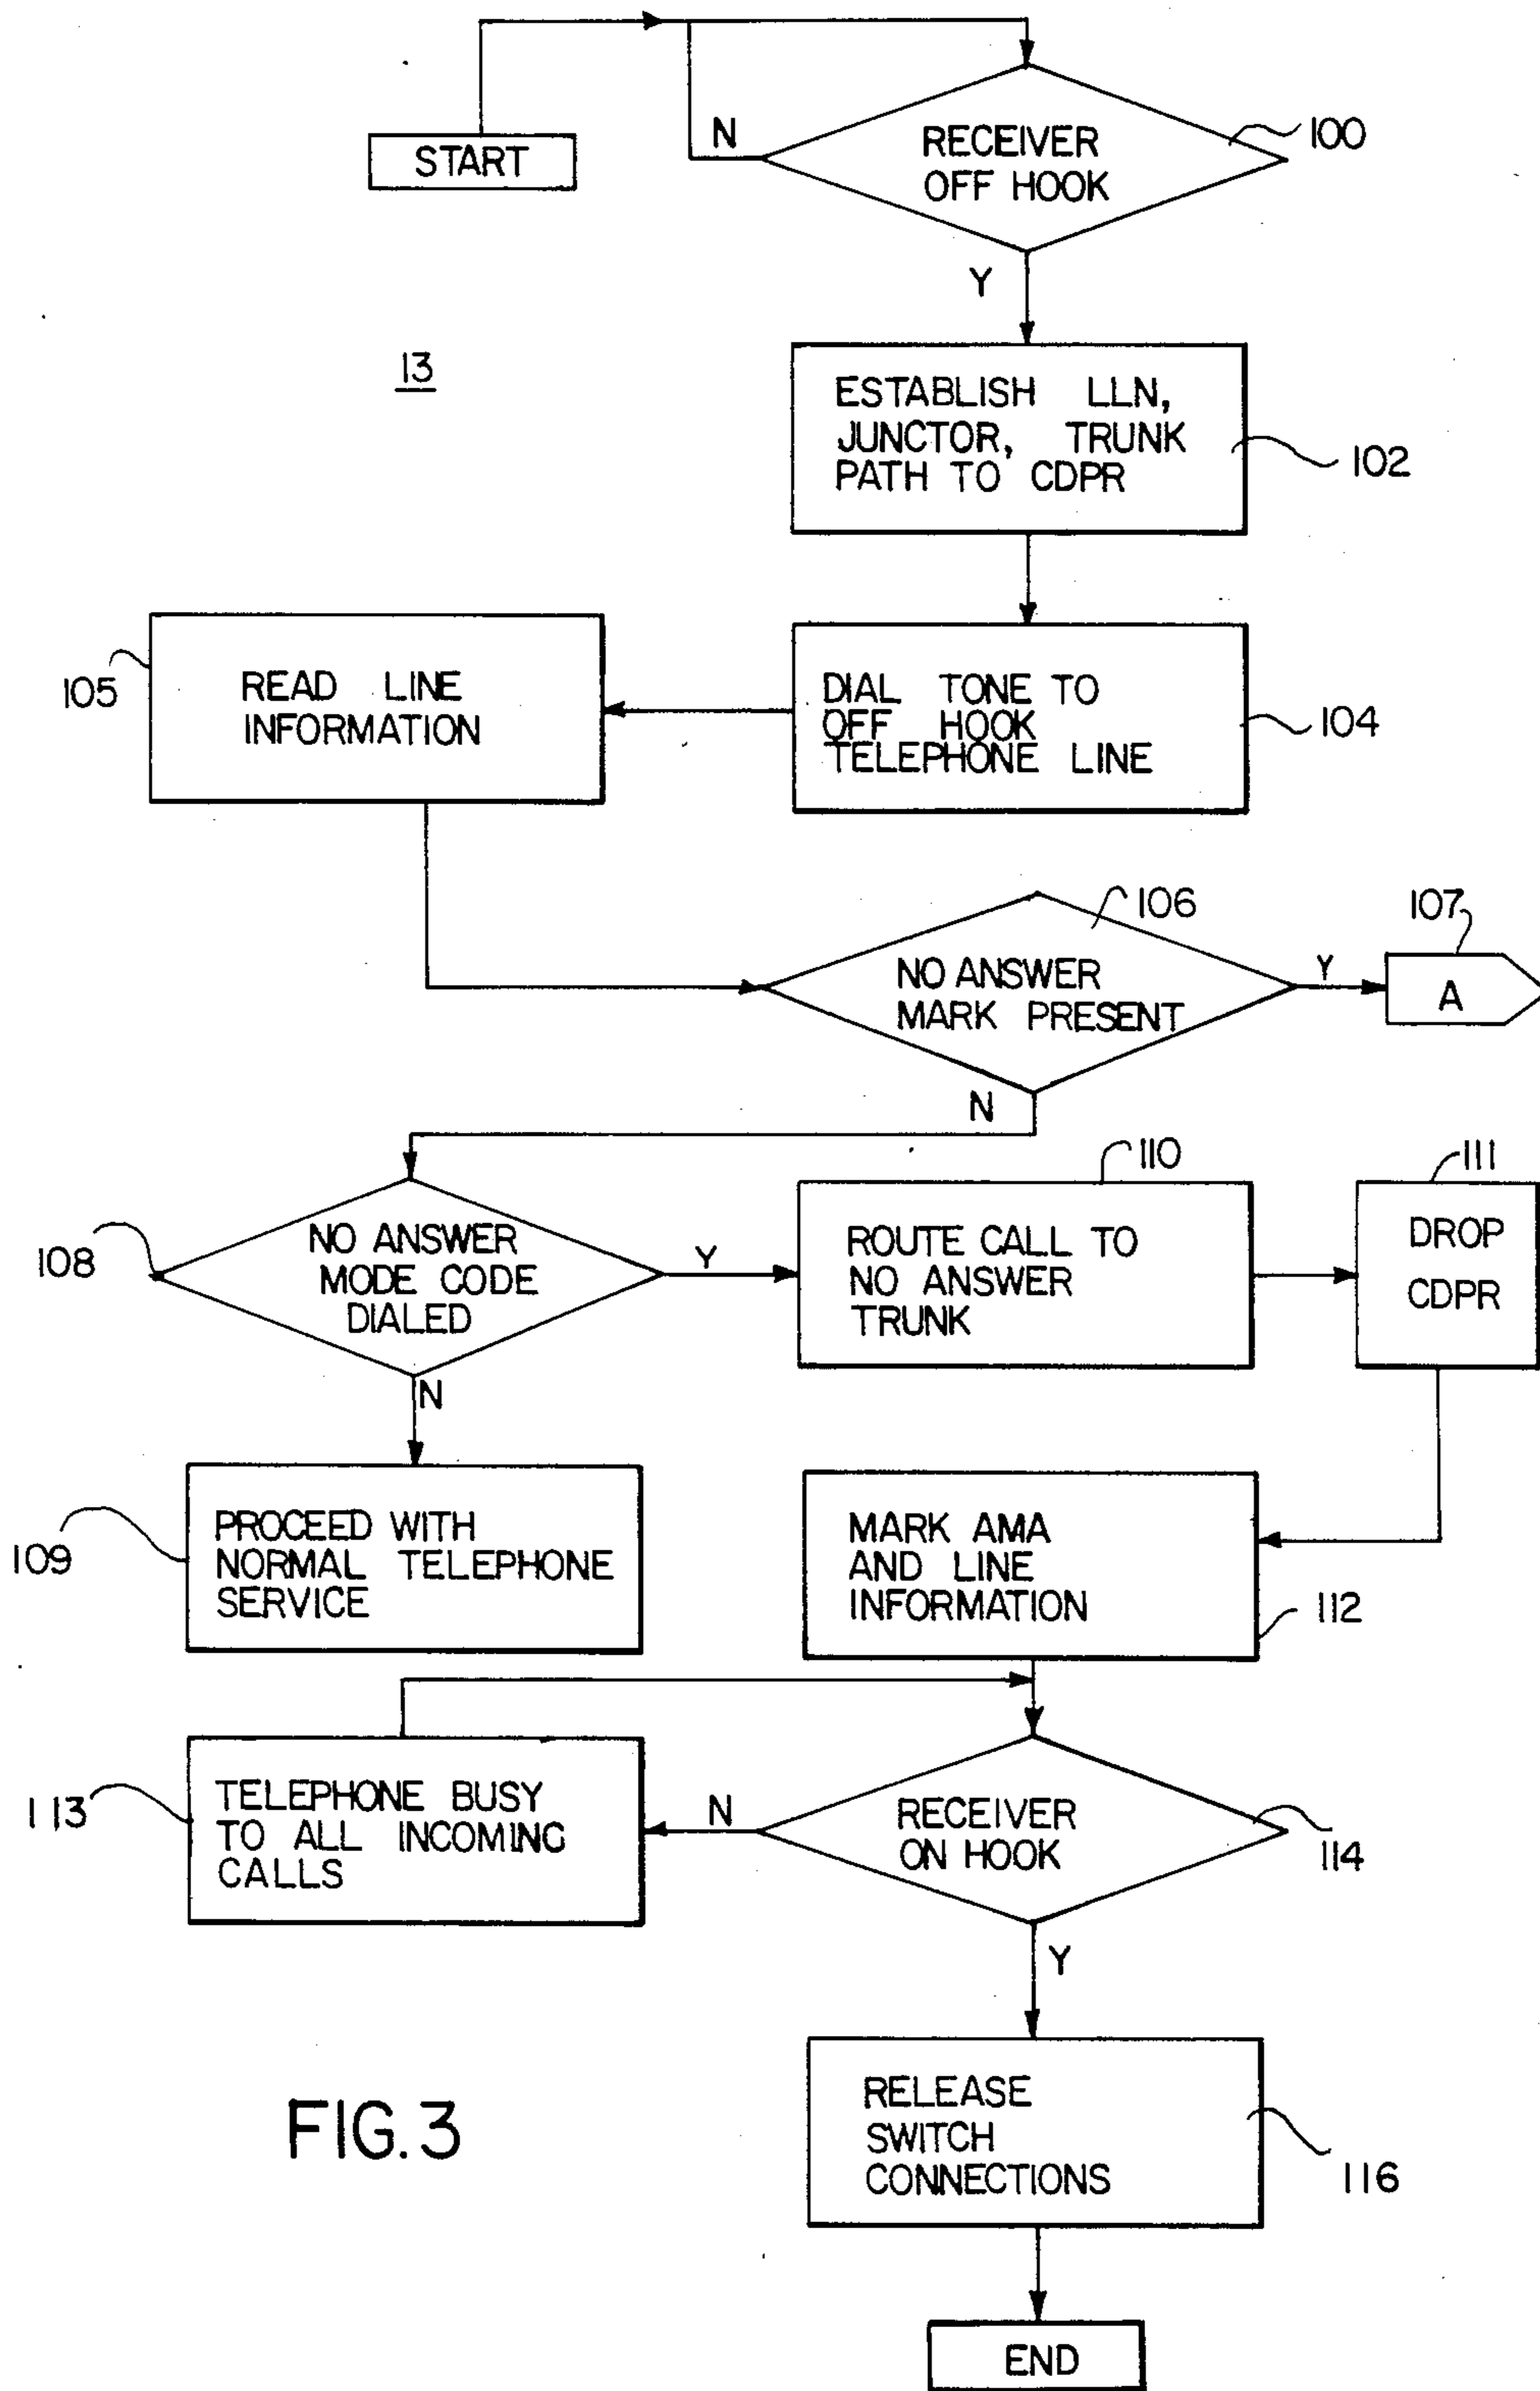 START
N
RECEIVER
OFF HOOK
100
Y
13
ESTABLISH LLN,
JUNCTOR, TRUNK
PATH TO CDPR
102
105
READ LINE
INFORMATION
DIAL TONE TO
OFF HOOK
TELEPHONE LINE
104
106
107
NO ANSWER
MARK PRESENT
Y
A
N
108
NO ANSWER
MODE CODE
DIALED
Y
110
ROUTE CALL TO
NO ANSWER
TRUNK
111
DROP
CDPR
N
109
PROCEED WITH
NORMAL TELEPHONE
SERVICE
MARK AMA
AND LINE
INFORMATION
112
113
TELEPHONE BUSY
TO ALL INCOMING
CALLS
N
RECEIVER
ON HOOK
114
Y
RELEASE
SWITCH
CONNECTIONS
116
FIG. 3
END